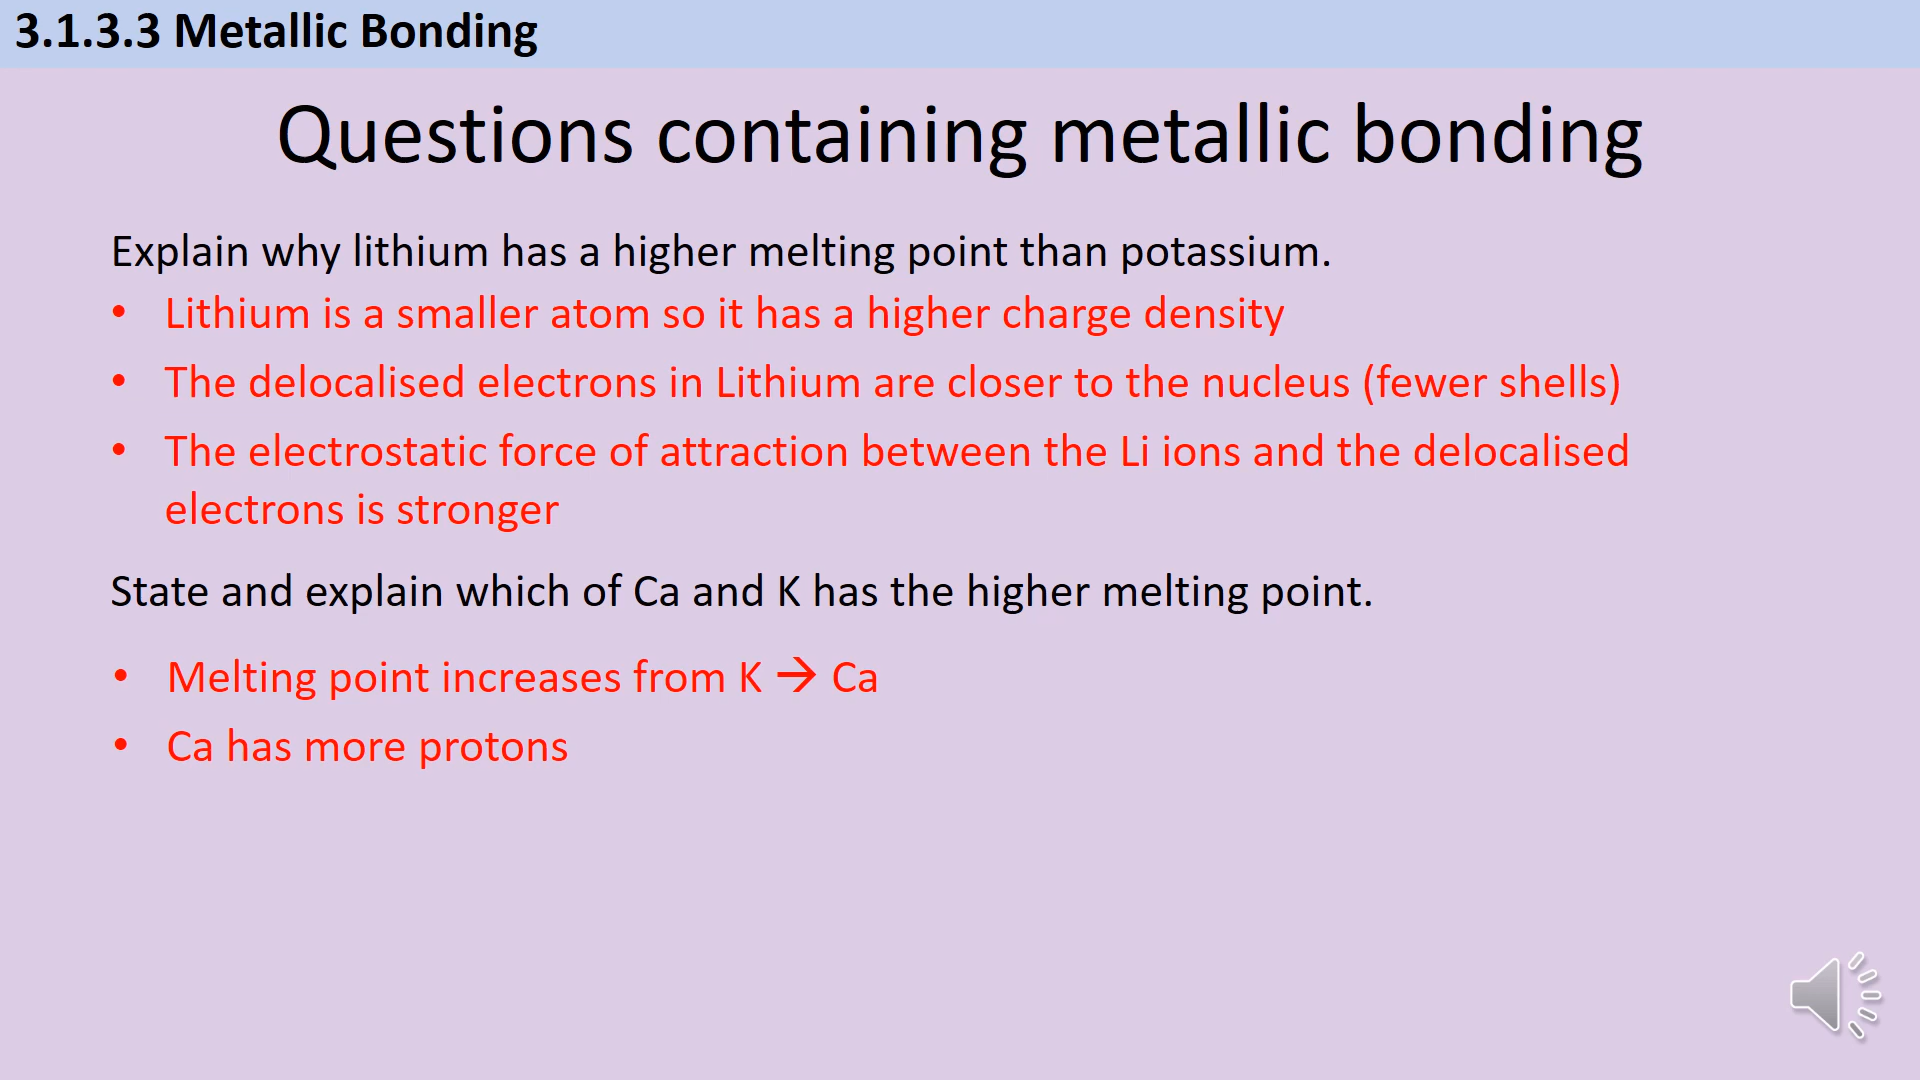 3.1.3.3 Metallic Bonding
Questions containing metallic bonding
Explain why lithium has a higher melting point than potassium.
• Lithium is a smaller atom so it has a higher charge density
• The delocalised electrons in Lithium are closer to the nucleus (fewer shells)
• The electrostatic force of attraction between the Li ions and the delocalised
electrons is stronger
State and explain which of Ca and K has the higher melting point.
• Melting point increases from K → Ca
• Ca has more protons